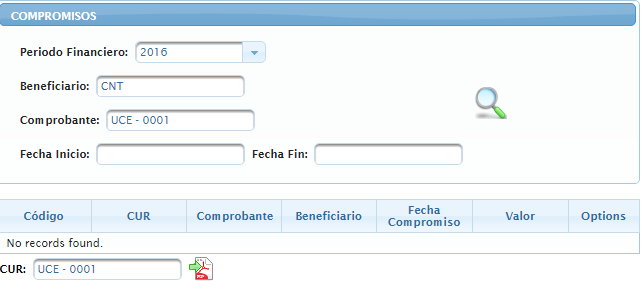 COMPROMISOS
Periodo Financiero: 2016
Beneficiario: CNT
Comprobante: UCE - 0001
Fecha Inicio: Fecha Fin:
Código CUR Comprobante Beneficiario Fecha Compromiso Valor Options
No records found.
CUR: UCE - 0001
PDF